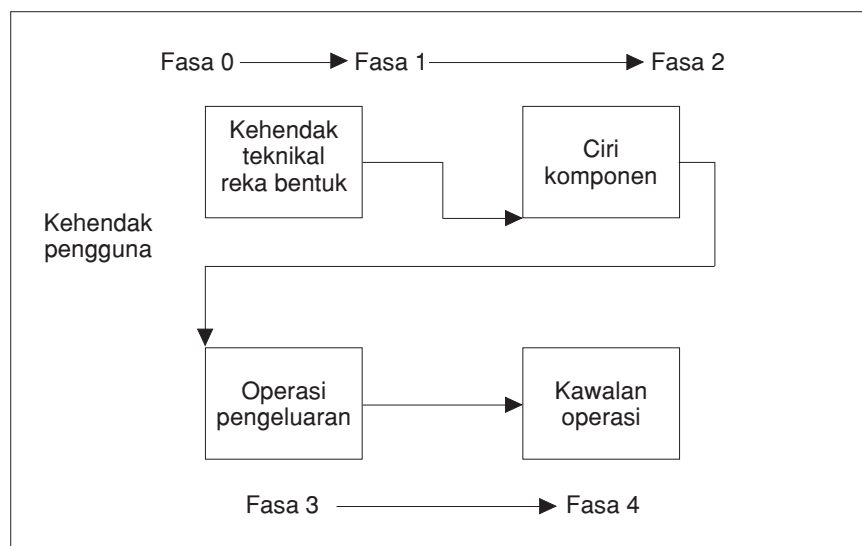 Fasa 0 Fasa 1 Fasa 2
Kehendak
teknikal
reka bentuk
Ciri
komponen
Kehendak
pengguna
Operasi
pengeluaran
Kawalan
operasi
Fasa 3 Fasa 4